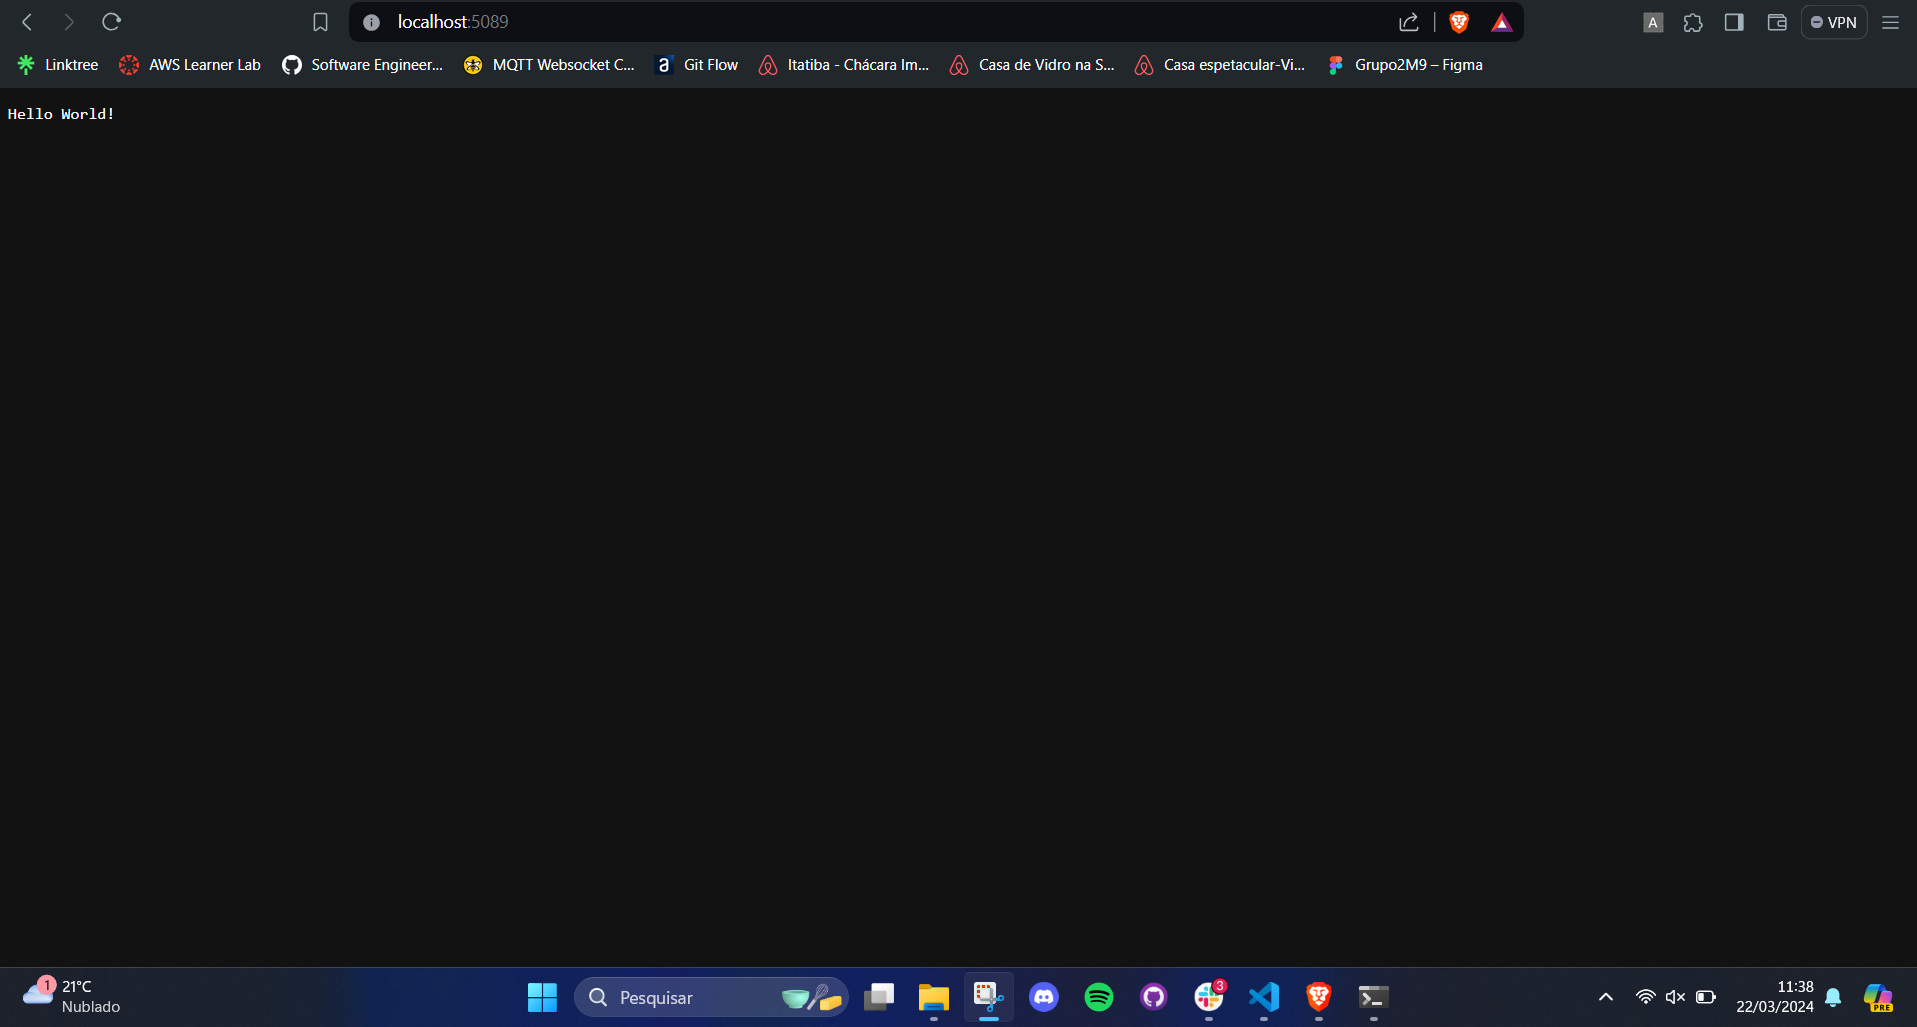 localhost:5089
A
VPN
Linktree
AWS Learner Lab
Software Engineer...
MQTT Websocket C...
a
Git Flow
Itatiba - Chácara Im...
Casa de Vidro na S...
Casa espetacular-Vi...
Grupo2M9 – Figma
Hello World!
1
21°C
Nublado
Pesquisar
3
11:38
22/03/2024
PRE